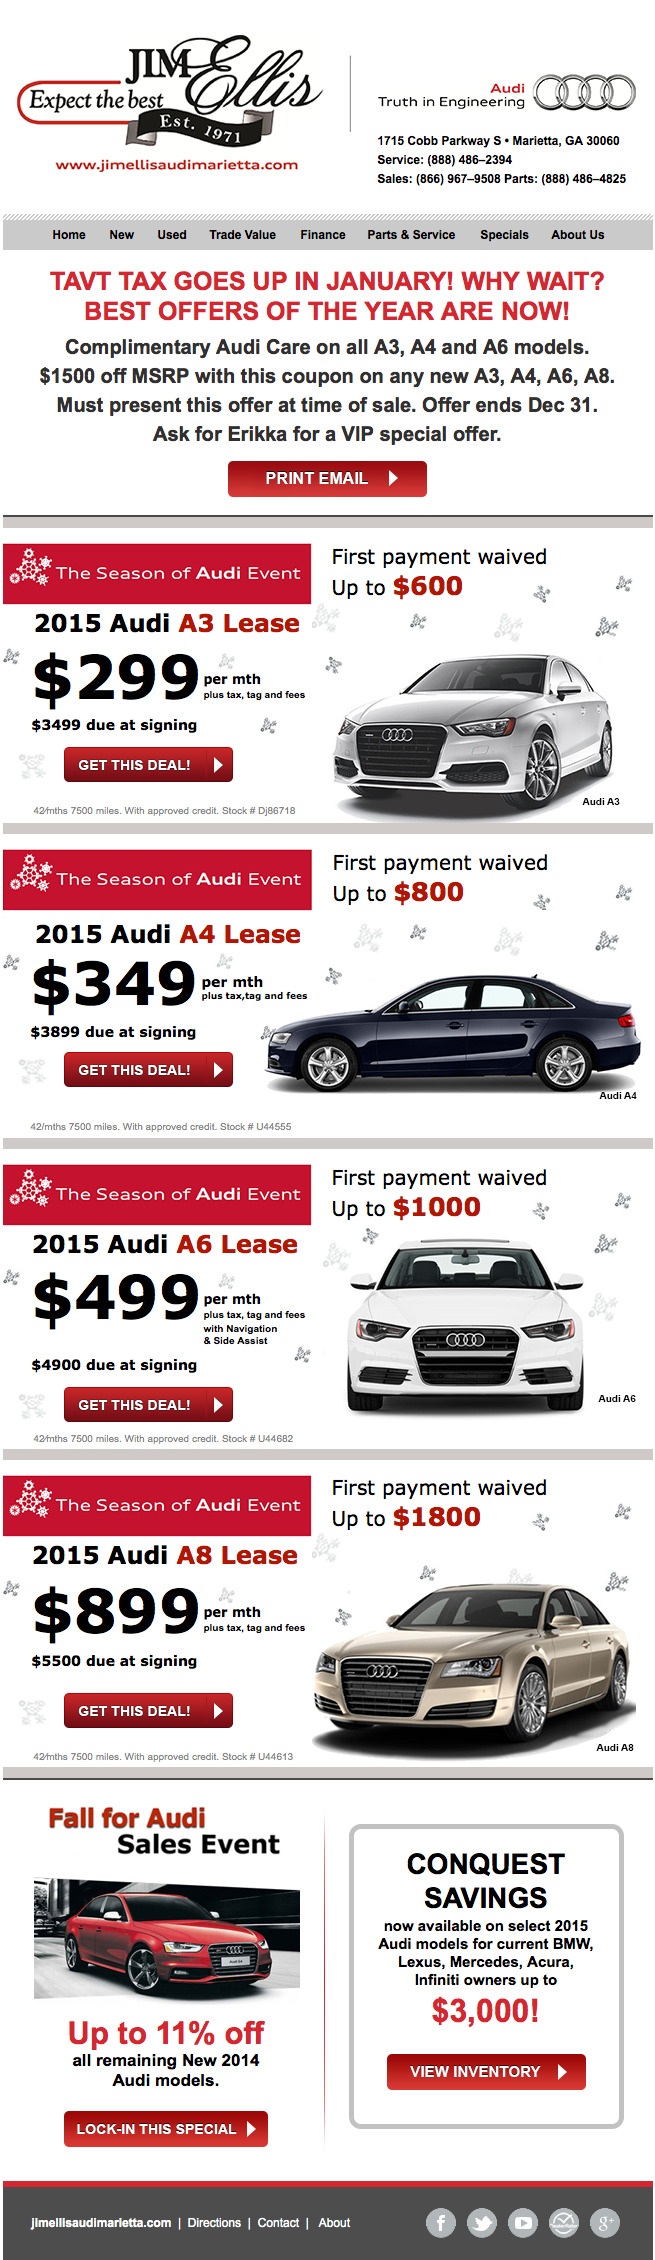 JIM Ellis
Expect the best
Est. 1971
www.jimellisaudimarietta.com
Audi
Truth in Engineering
1715 Cobb Parkway S • Marietta, GA 30060
Service: (888) 486–2394
Sales: (866) 967–9508 Parts: (888) 486–4825
Home New Used Trade Value Finance Parts & Service Specials About Us
TAVT TAX GOES UP IN JANUARY! WHY WAIT?
BEST OFFERS OF THE YEAR ARE NOW!
Complimentary Audi Care on all A3, A4 and A6 models.
$1500 off MSRP with this coupon on any new A3, A4, A6, A8.
Must present this offer at time of sale. Offer ends Dec 31.
Ask for Erikka for a VIP special offer.
PRINT EMAIL
The Season of Audi Event
First payment waived
Up to $600
2015 Audi A3 Lease
$299 per mth
plus tax, tag and fees
$3499 due at signing
GET THIS DEAL!
Audi A3
42/mths 7500 miles. With approved credit. Stock # Dj86718
The Season of Audi Event
First payment waived
Up to $800
2015 Audi A4 Lease
$349 per mth
plus tax,tag and fees
$3899 due at signing
GET THIS DEAL!
Audi A4
42/mths 7500 miles. With approved credit. Stock # U44555
The Season of Audi Event
First payment waived
Up to $1000
2015 Audi A6 Lease
$499 per mth
plus tax, tag and fees
with Navigation
& Side Assist
$4900 due at signing
GET THIS DEAL!
Audi A6
42/mths 7500 miles. With approved credit. Stock # U44682
The Season of Audi Event
First payment waived
Up to $1800
2015 Audi A8 Lease
$899 per mth
plus tax, tag and fees
$5500 due at signing
GET THIS DEAL!
Audi A8
42/mths 7500 miles. With approved credit. Stock # U44613
Fall for Audi
Sales Event
Audi S4
Up to 11% off
all remaining New 2014
Audi models.
LOCK-IN THIS SPECIAL
CONQUEST
SAVINGS
now available on select 2015
Audi models for current BMW,
Lexus, Mercedes, Acura,
Infiniti owners up to
$3,000!
VIEW INVENTORY
jimellisaudimarietta.com | Directions | Contact | About